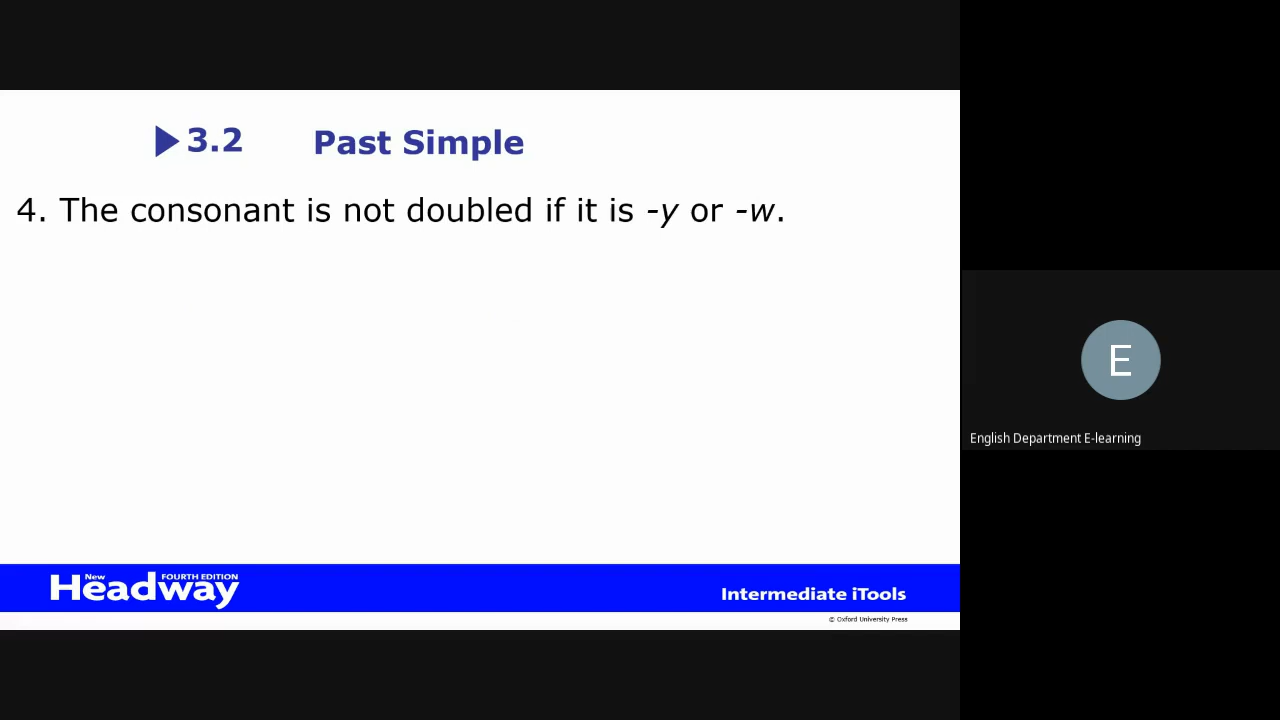 3.2 Past Simple
4. The consonant is not doubled if it is -y or -w.
E
English Department E-learning
New Headway FOURTH EDITION
Intermediate iTools
© Oxford University Press